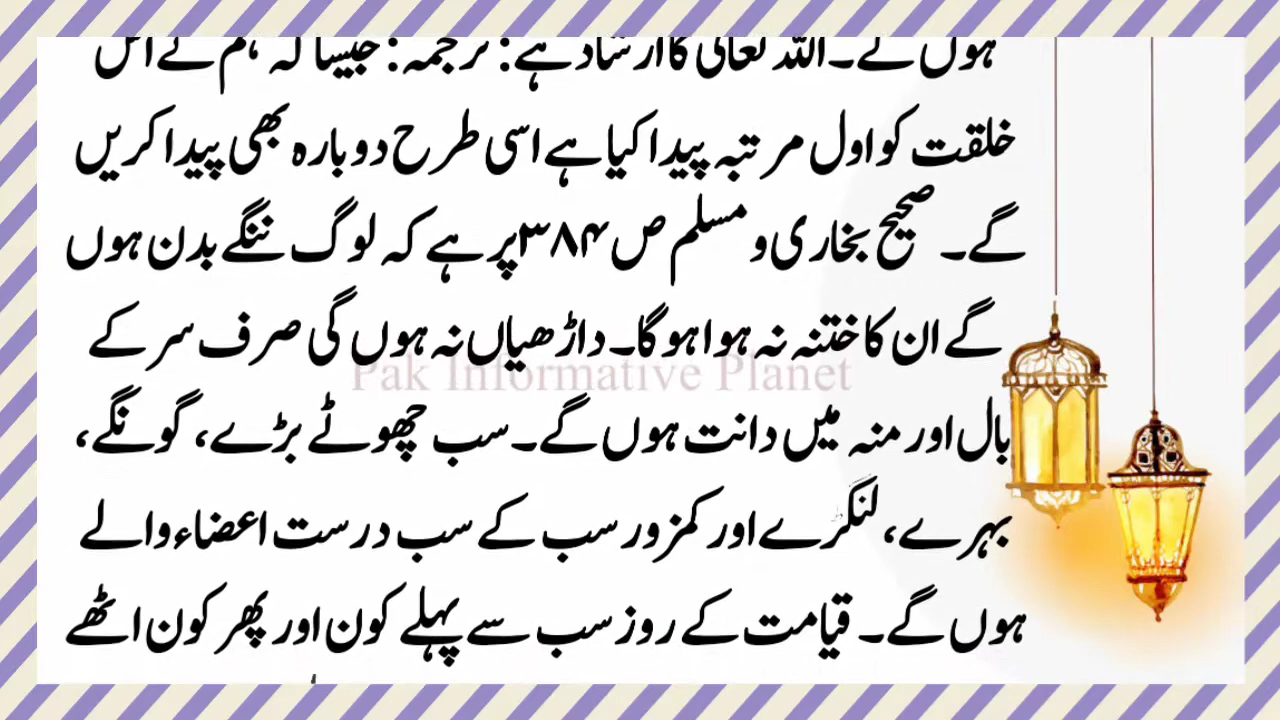 ہوں گے۔ اللہ تعالیٰ کا ارشاد ہے: ترجمہ: جیسا کہ ہم نے اس
خلقت کو اول مرتبہ پیدا کیا ہے اسی طرح دوبارہ بھی پیدا کریں
گے۔ صحیح بخاری و مسلم ص ۳۸۴ پر ہے کہ لوگ ننگے بدن ہوں
گے ان کا ختنہ نہ ہوا ہوگا۔ داڑھیاں نہ ہوں گی صرف سر کے
Pak Informative Planet
بال اور منہ میں دانت ہوں گے۔ سب چھوٹے بڑے، گونگے،
بہرے، لنگڑے اور کمزور سب کے سب درست اعضاء والے
ہوں گے۔ قیامت کے روز سب سے پہلے کون اور پھر کون اٹھے